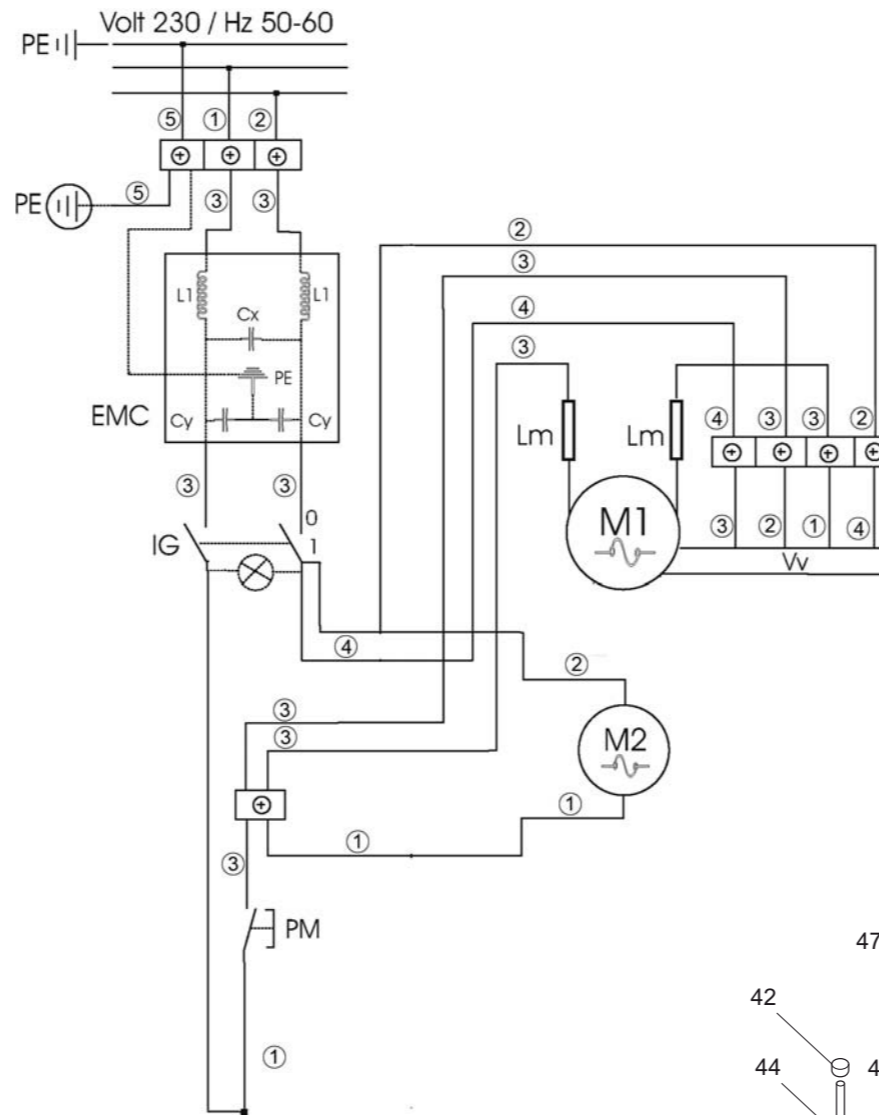 Volt 230 / Hz 50-60
PE
⑤ ① ②
PE ⑤ ③ ③
②
③
L1 L1
Cx
④
③
PE
EMC Cy Cy
Lm Lm
④ ③ ③ ②
③ ③
0
IG 1
M1
③ ② ① ④
Vv
④
②
③
③
M2
①
①
③
PM
47
42
①
44 4